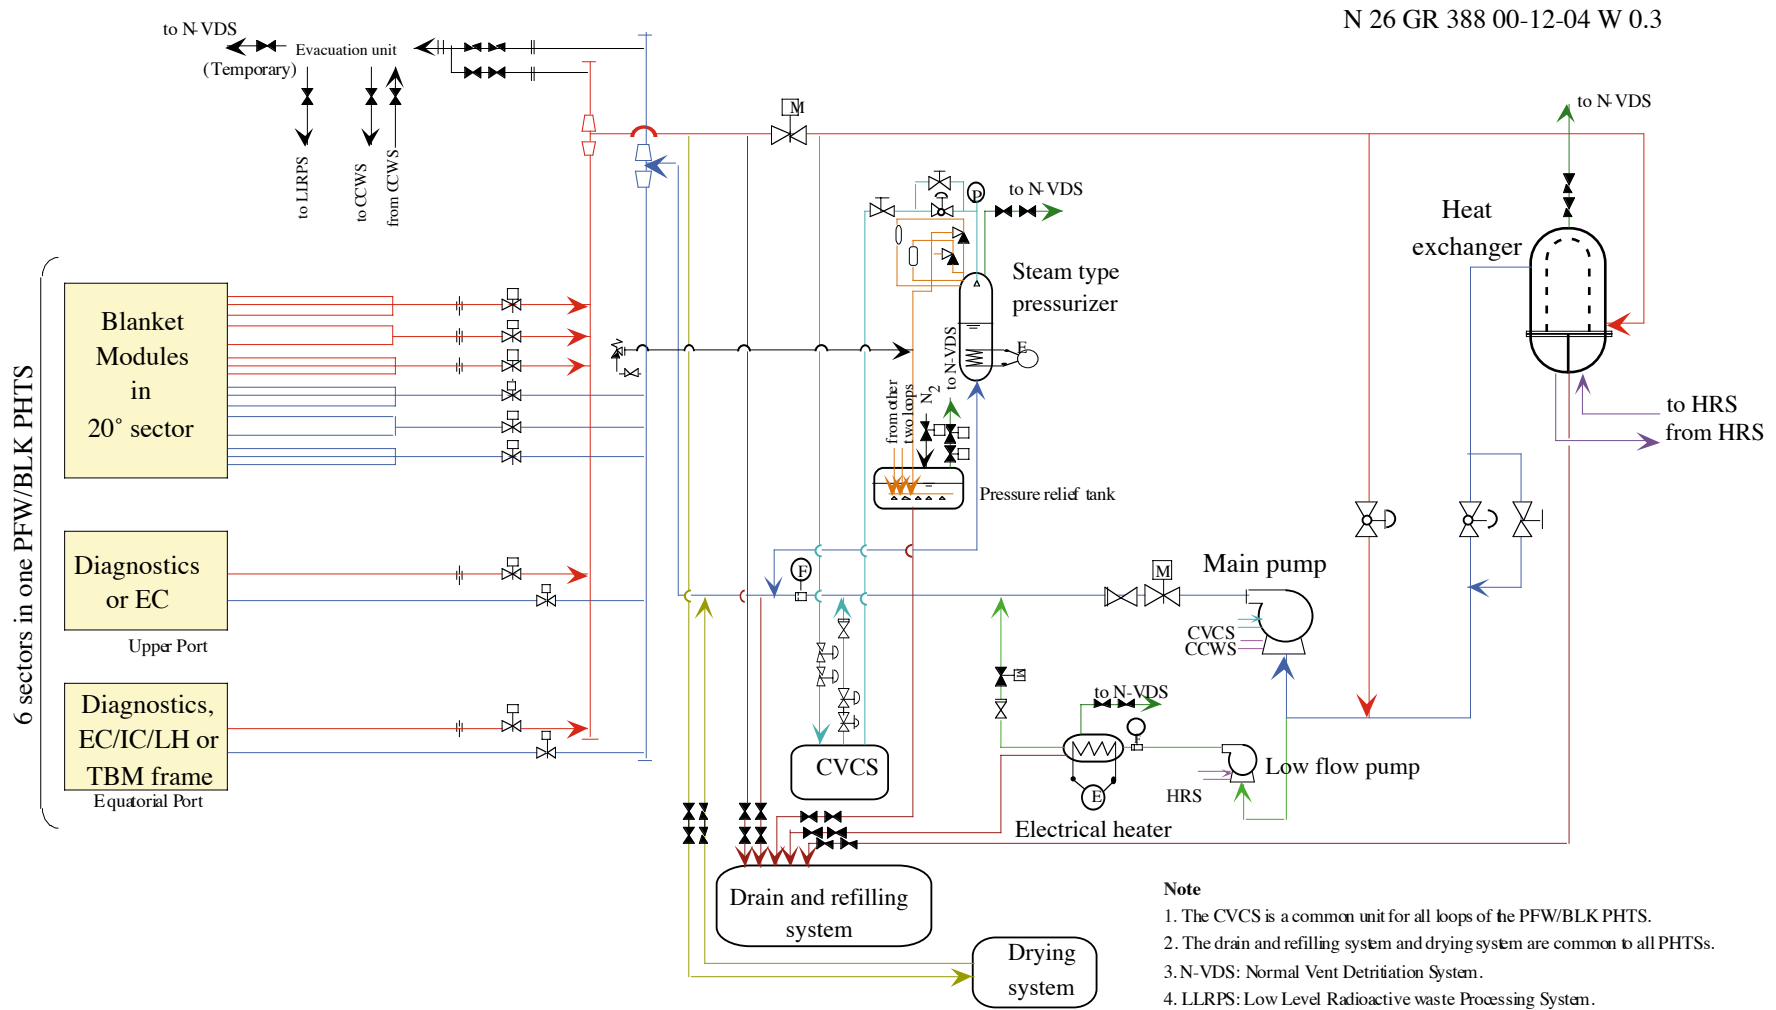 N 26 GR 388 00-12-04 W 0.3
to N-VDS
(Temporary)
Evacuation unit
to LIRPS
to CCWS
from CCWS
M
to N-VDS
P
to N-VDS
Heat
exchanger
Steam type
pressurizer
6 sectors in one PFW/BLK PHTS
Blanket
Modules
in
20° sector
E
to N-VDS
N2
from other
two loops
to HRS
from HRS
Pressure relief tank
Diagnostics
or EC
Upper Port
F
M
Main pump
CVCS
CCWS
M
Diagnostics,
EC/IC/LH or
TBM frame
Equatorial Port
to N-VDS
F
CVCS
Low flow pump
HRS
E
Electrical heater
Drain and refilling
system
Drying
system
Note
1. The CVCS is a common unit for all loops of the PFW/BLK PHTS.
2. The drain and refilling system and drying system are common to all PHTSs.
3. N-VDS: Normal Vent Detritiation System.
4. LLRPS: Low Level Radioactive waste Processing System.